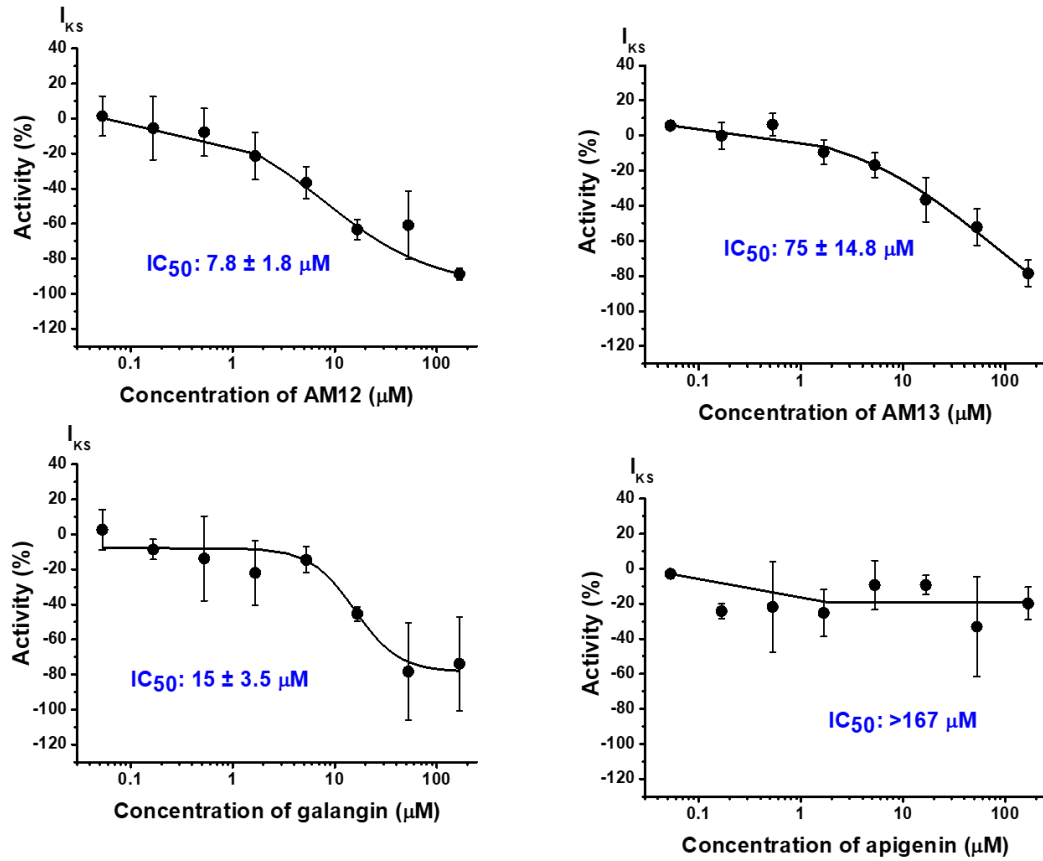 I_KS
40
20
0
-20
-40
-60
-80
-100
-120
Activity (%)
IC50: 7.8 ± 1.8 μM
0.1 1 10 100
Concentration of AM12 (μM)
I_KS
40
20
0
-20
-40
-60
-80
-100
-120
Activity (%)
IC50: 75 ± 14.8 μM
0.1 1 10 100
Concentration of AM13 (μM)
I_KS
40
20
0
-20
-40
-60
-80
-100
-120
Activity (%)
IC50: 15 ± 3.5 μM
0.1 1 10 100
Concentration of galangin (μM)
I_KS
40
20
0
-20
-40
-60
-80
-100
-120
Activity (%)
IC50: >167 μM
0.1 1 10 100
Concentration of apigenin (μM)